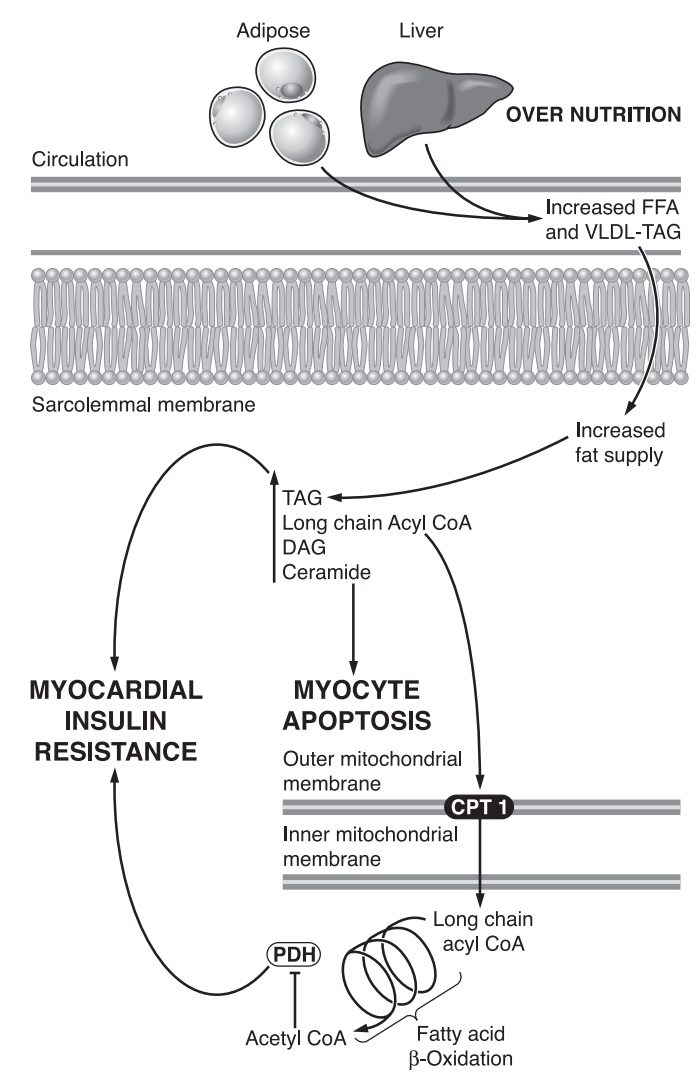 Adipose
Liver
OVER NUTRITION
Circulation
Increased FFA
and VLDL-TAG
Sarcolemmal membrane
Increased
fat supply
TAG
Long chain Acyl CoA
DAG
Ceramide
MYOCARDIAL
INSULIN
RESISTANCE
MYOCYTE
APOPTOSIS
Outer mitochondrial
membrane
CPT 1
Inner mitochondrial
membrane
Long chain
acyl CoA
PDH
Acetyl CoA
Fatty acid
β-Oxidation